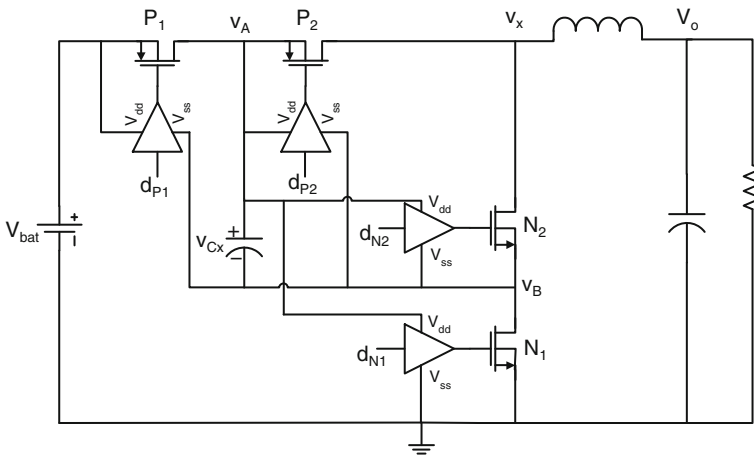 P1
vA
P2
vx
Vo
Vdd
Vss
Vdd
Vss
dP1
dP2
Vbat
+
−
vCx
+
−
dN2
Vdd
Vss
N2
vB
dN1
Vdd
Vss
N1